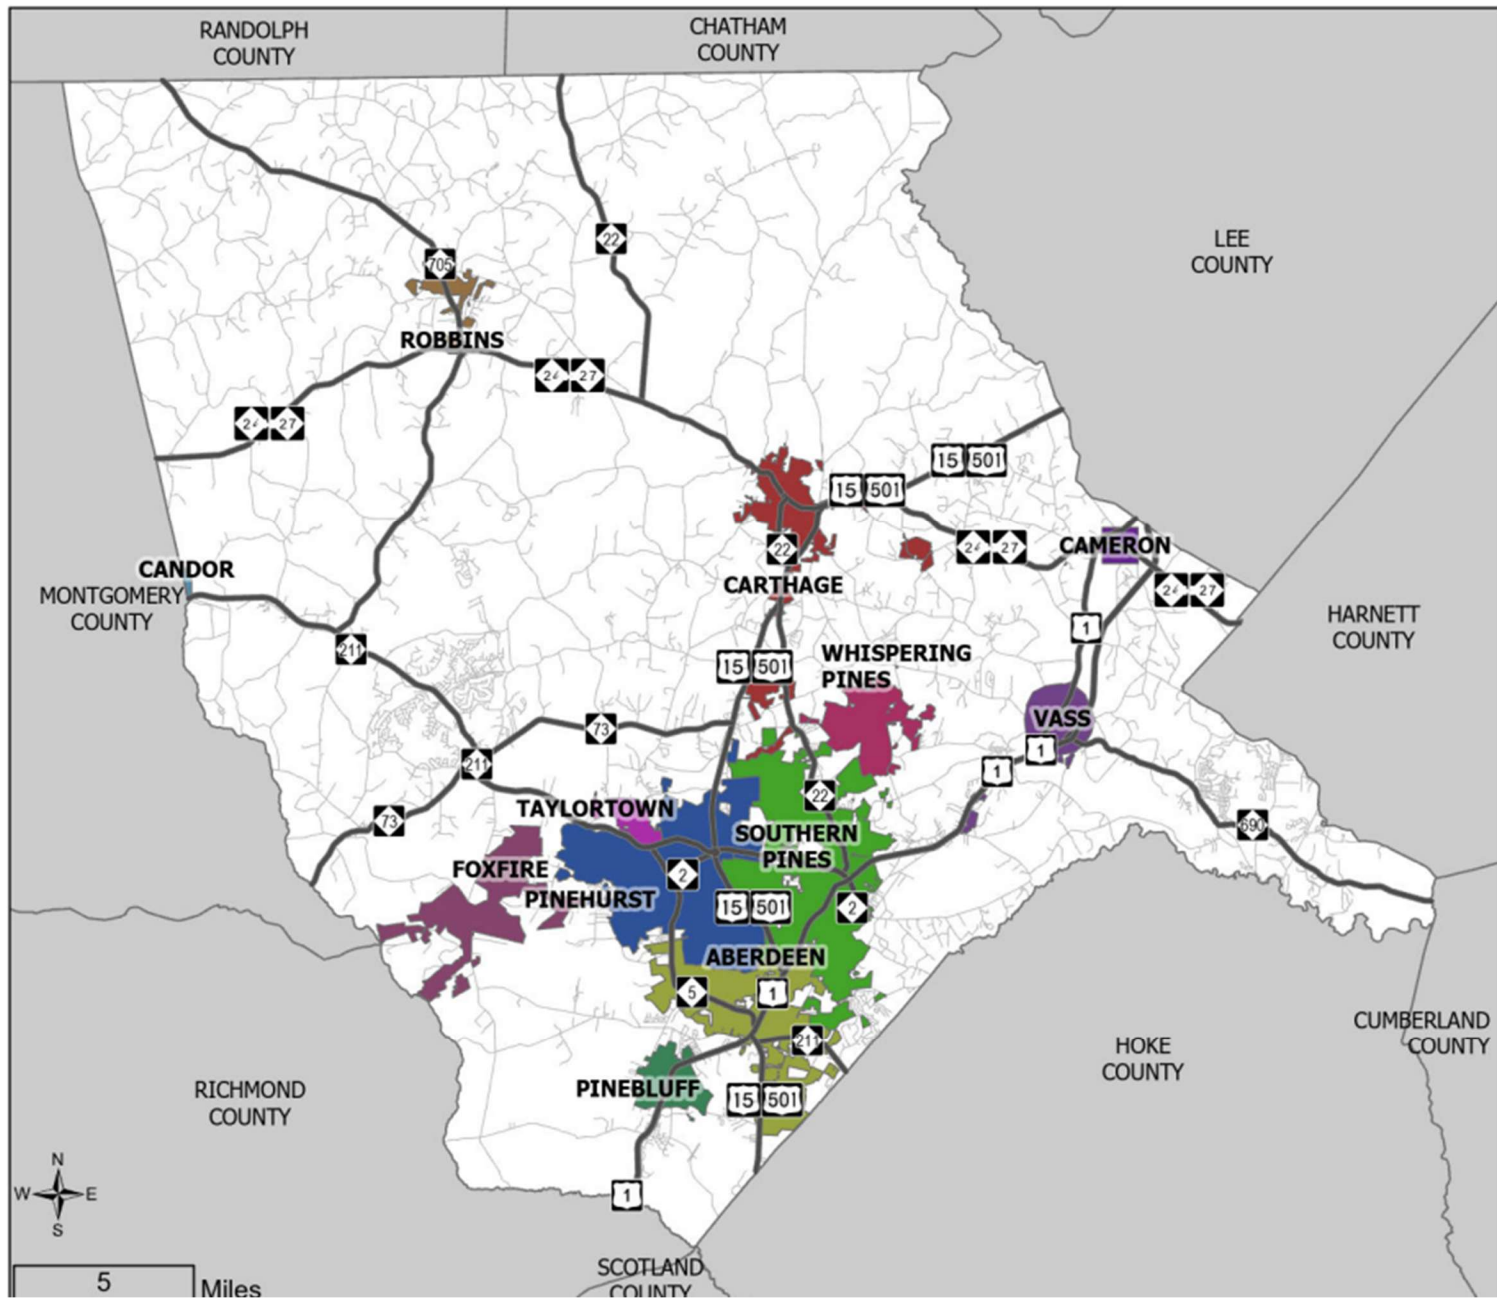 RANDOLPH
COUNTY
CHATHAM
COUNTY
LEE
COUNTY
22
705
ROBBINS
24 27
24 27
15 501
15 501
22
24 27
CAMERON
24 27
CANDOR
MONTGOMERY
COUNTY
CARTHAGE
HARNETT
COUNTY
1
211
15 501
WHISPERING
PINES
VASS
73
1
211
1
22
TAYLORTOWN
73
SOUTHERN
PINES
690
FOXFIRE
2
PINEHURST
15 501
2
ABERDEEN
5
1
211
CUMBERLAND
COUNTY
HOKE
COUNTY
RICHMOND
COUNTY
PINEBLUFF
15 501
N
W E
S
1
SCOTLAND
COUNTY
5
Miles